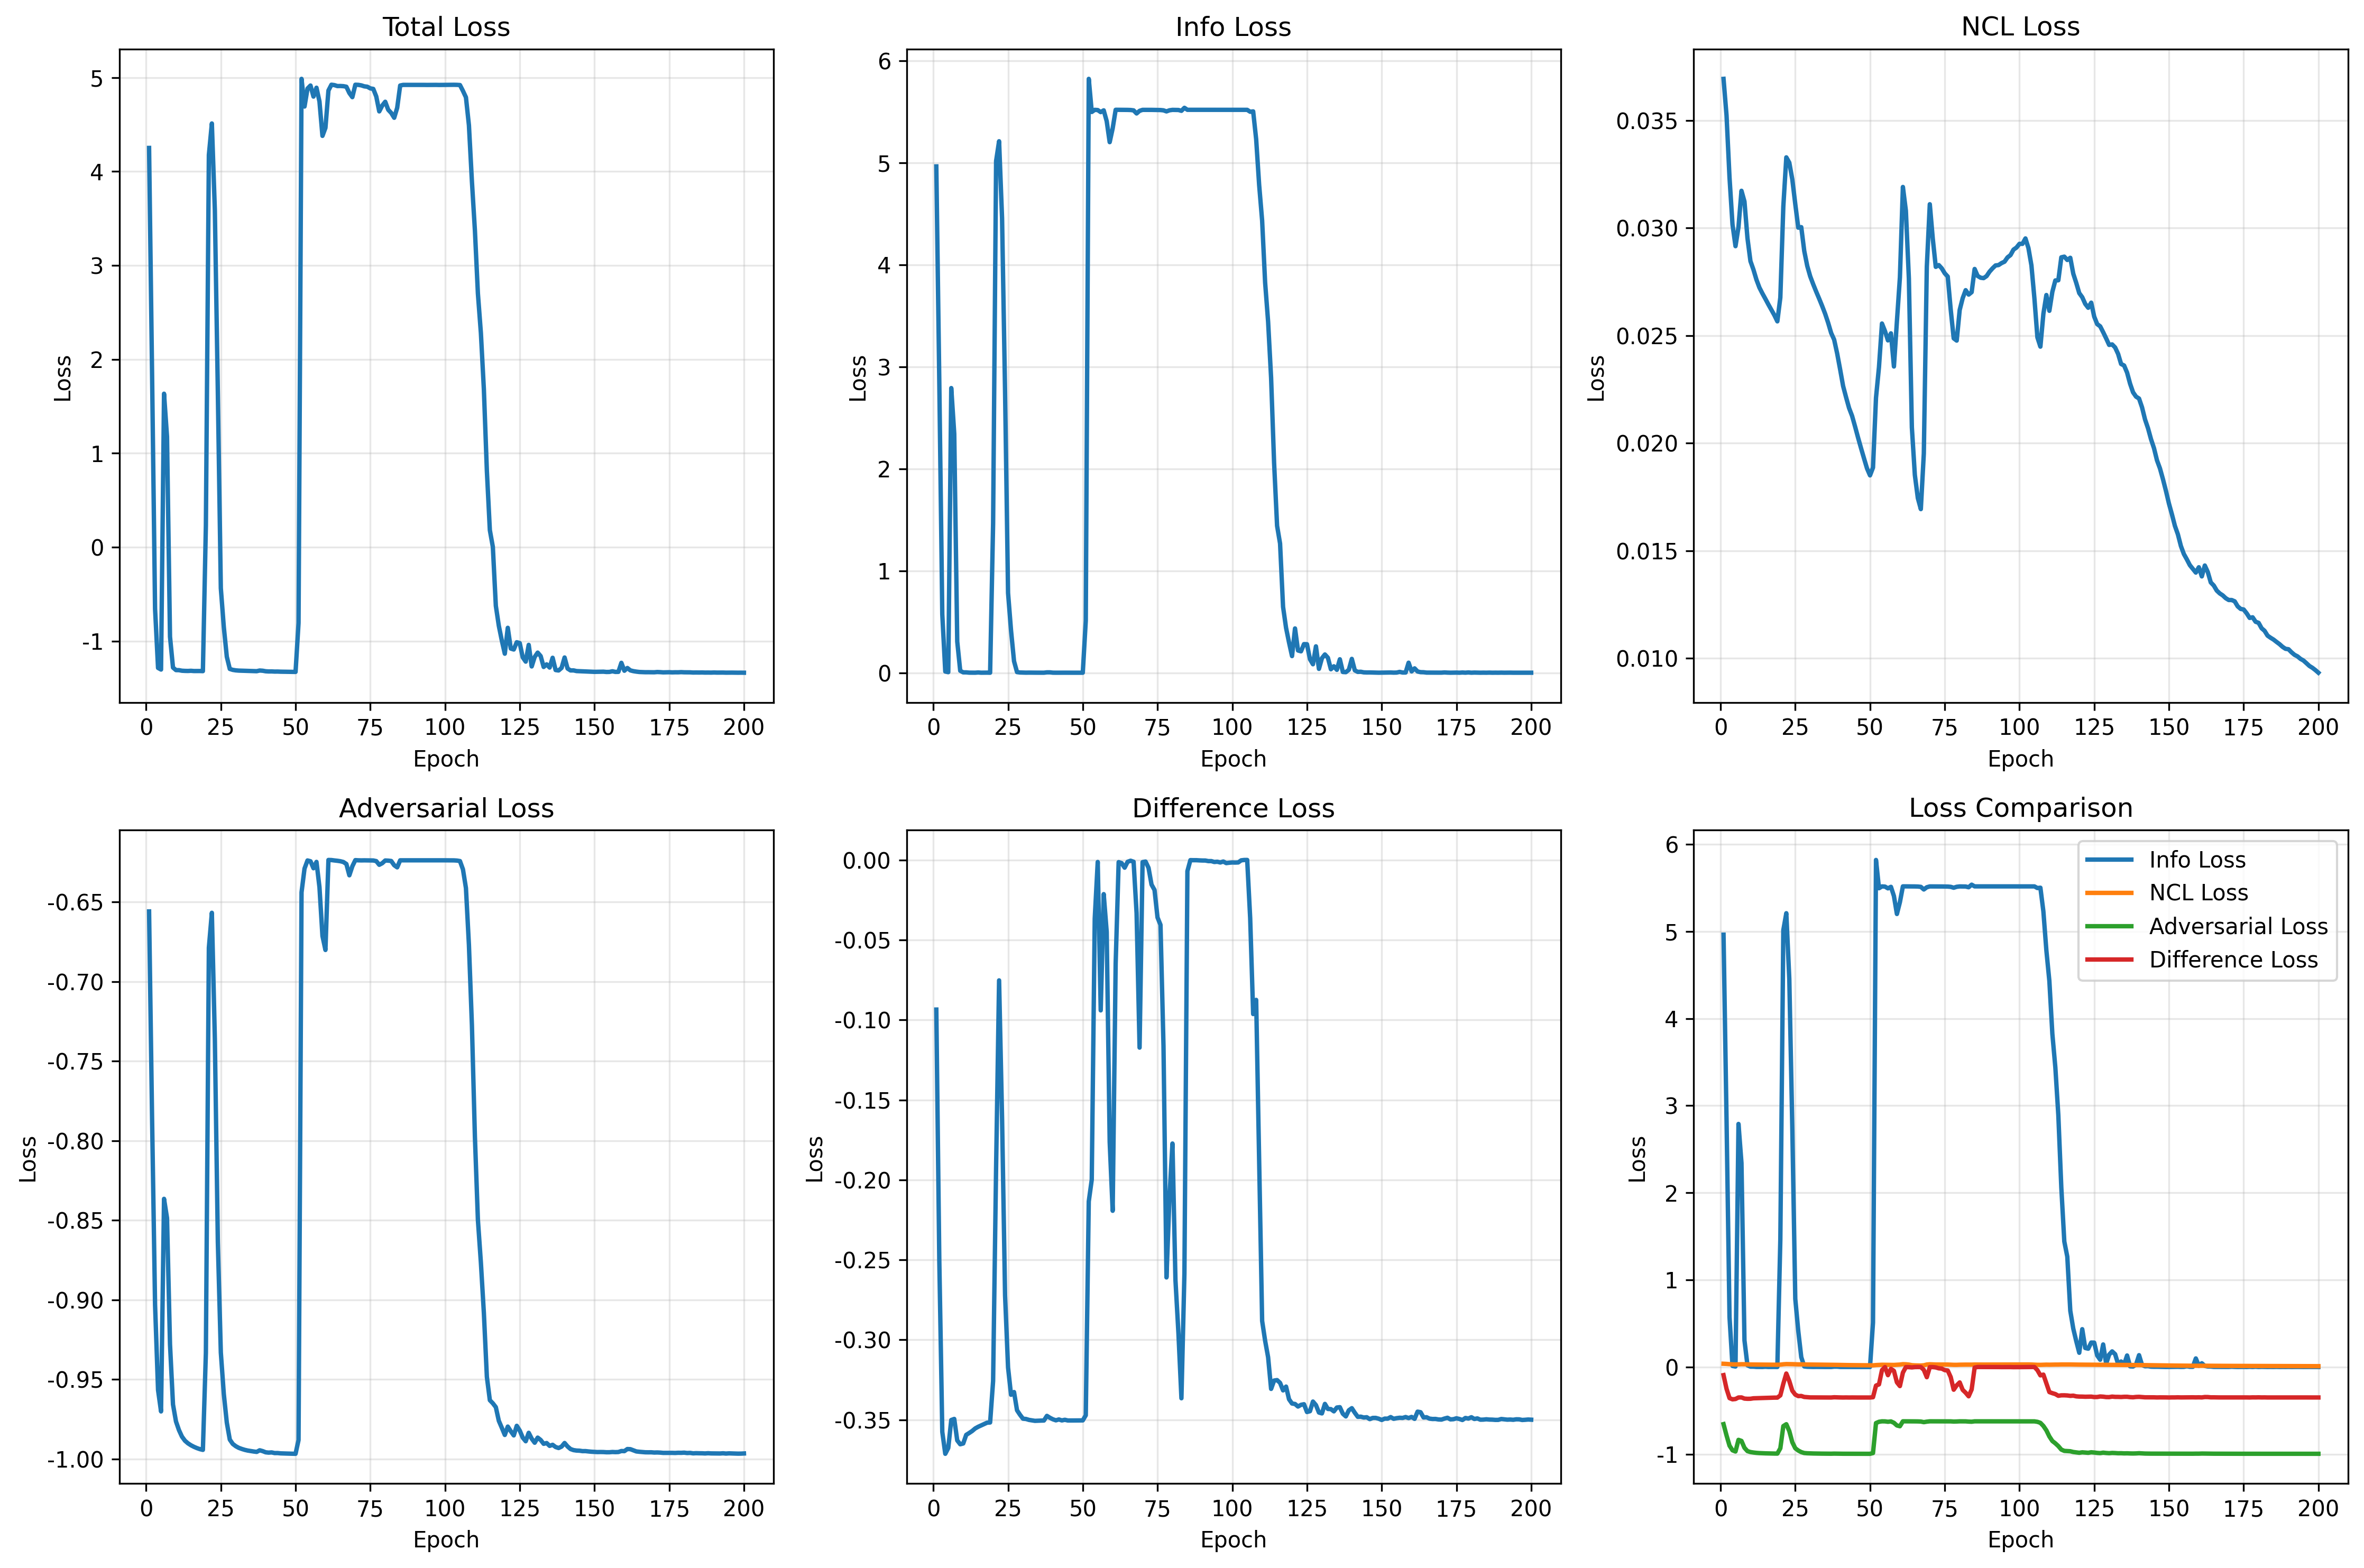 Total Loss
Loss
5
4
3
2
1
0
-1
0 25 50 75 100 125 150 175 200
Epoch
Info Loss
Loss
6
5
4
3
2
1
0
0 25 50 75 100 125 150 175 200
Epoch
NCL Loss
Loss
0.035
0.030
0.025
0.020
0.015
0.010
0 25 50 75 100 125 150 175 200
Epoch
Adversarial Loss
Loss
-0.65
-0.70
-0.75
-0.80
-0.85
-0.90
-0.95
-1.00
0 25 50 75 100 125 150 175 200
Epoch
Difference Loss
Loss
0.00
-0.05
-0.10
-0.15
-0.20
-0.25
-0.30
-0.35
0 25 50 75 100 125 150 175 200
Epoch
Loss Comparison
Loss
6
5
4
3
2
1
0
-1
Info Loss
NCL Loss
Adversarial Loss
Difference Loss
0 25 50 75 100 125 150 175 200
Epoch